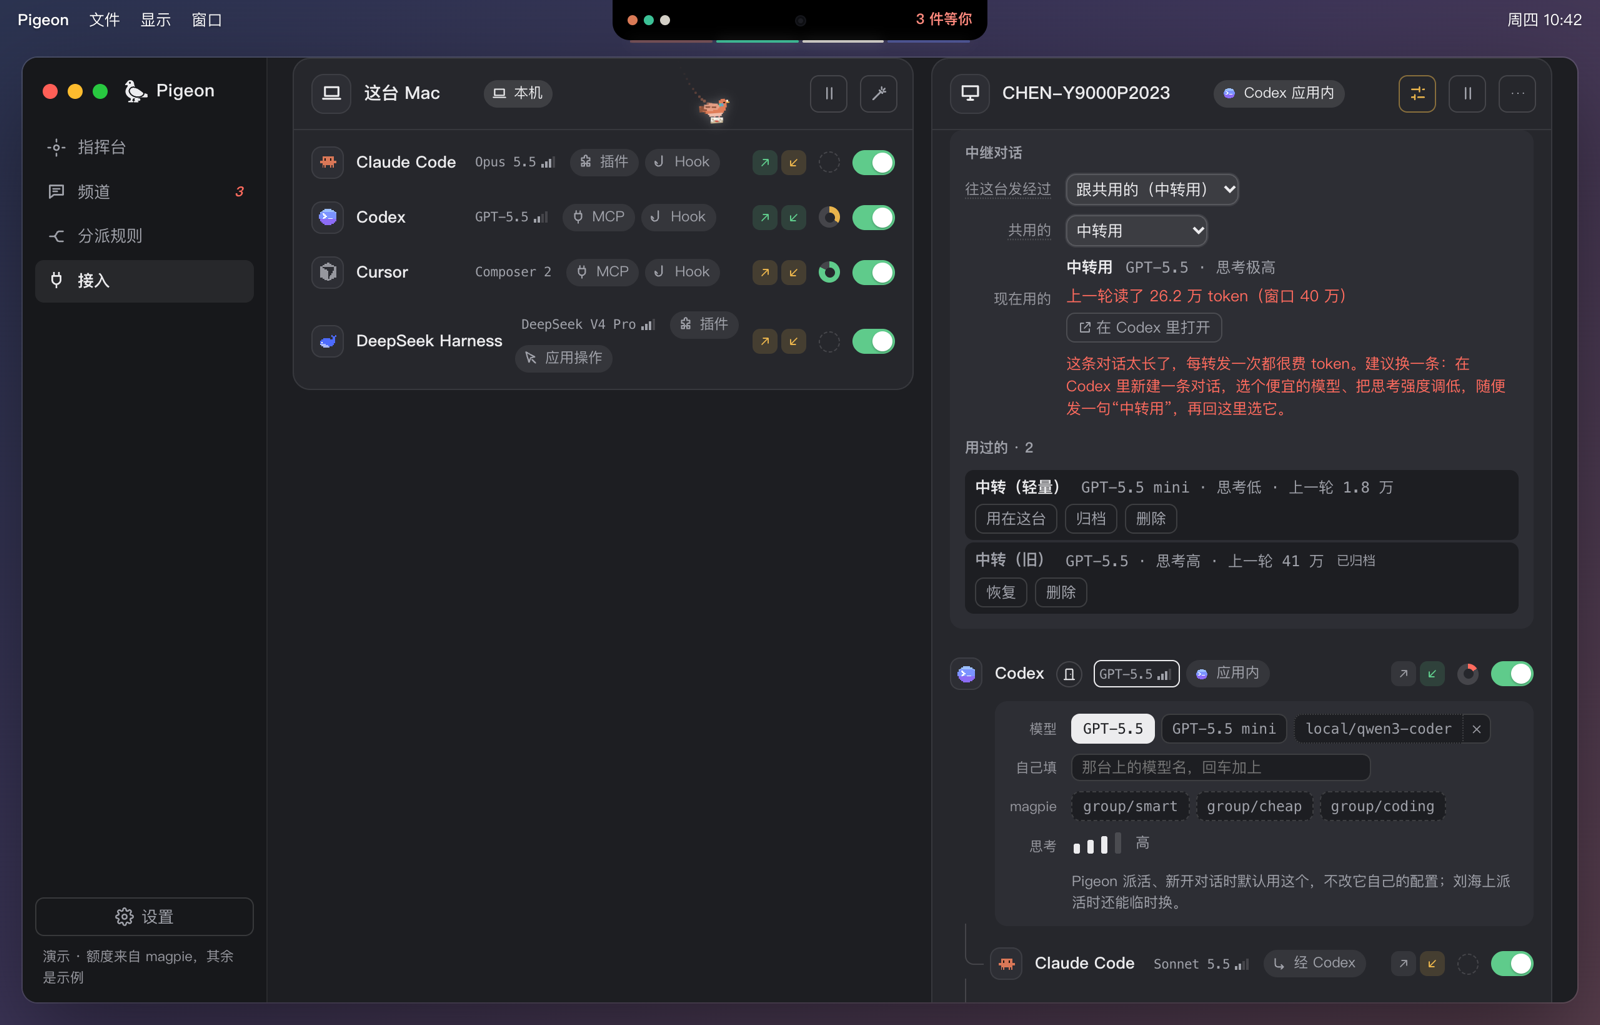 Pigeon 文件 显示 窗口
3 件等你
周四 10:42
Pigeon
指挥台
频道 3
分派规则
接入
设置
演示 · 额度来自 magpie，其余
是示例
这台 Mac 本机
Claude Code Opus 5.5 插件 Hook
Codex GPT-5.5 MCP Hook
Cursor Composer 2 MCP Hook
DeepSeek Harness DeepSeek V4 Pro 插件
应用操作
CHEN-Y9000P2023 Codex 应用内
中继对话
往这台发经过 跟共用的（中转用）
共用的 中转用
中转用 GPT-5.5 · 思考极高
现在用的 上一轮读了 26.2 万 token（窗口 40 万）
在 Codex 里打开
这条对话太长了，每转发一次都很费 token。建议换一条：在
Codex 里新建一条对话，选个便宜的模型、把思考强度调低，随便
发一句“中转用”，再回这里选它。
用过的 · 2
中转（轻量） GPT-5.5 mini · 思考低 · 上一轮 1.8 万
用在这台 归档 删除
中转（旧） GPT-5.5 · 思考高 · 上一轮 41 万 已归档
恢复 删除
Codex GPT-5.5 应用内
模型 GPT-5.5 GPT-5.5 mini local/qwen3-coder ×
自己填 那台上的模型名，回车加上
magpie group/smart group/cheap group/coding
思考 高
Pigeon 派活、新开对话时默认用这个，不改它自己的配置；刘海上派
活时还能临时换。
Claude Code Sonnet 5.5 经 Codex